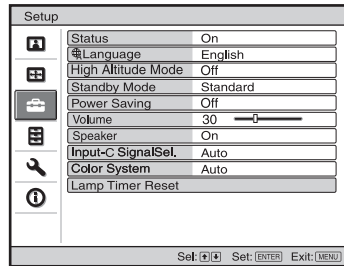 Setup
Status On
Language English
High Altitude Mode Off
Standby Mode Standard
Power Saving Off
Volume 30
Speaker On
Input-C SignalSel. Auto
Color System Auto
Lamp Timer Reset
Sel: Set: ENTER Exit: MENU